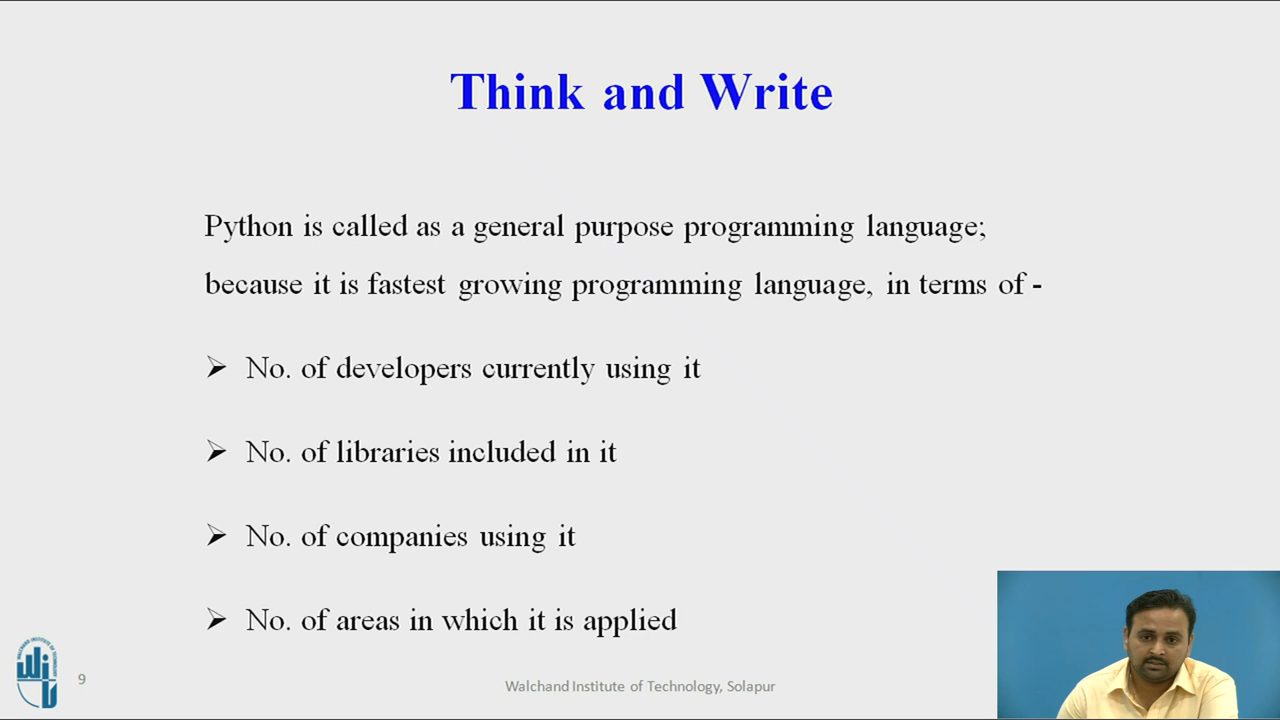 Think and Write
Python is called as a general purpose programming language;
because it is fastest growing programming language, in terms of -
➢ No. of developers currently using it
➢ No. of libraries included in it
➢ No. of companies using it
➢ No. of areas in which it is applied
9
Walchand Institute of Technology, Solapur